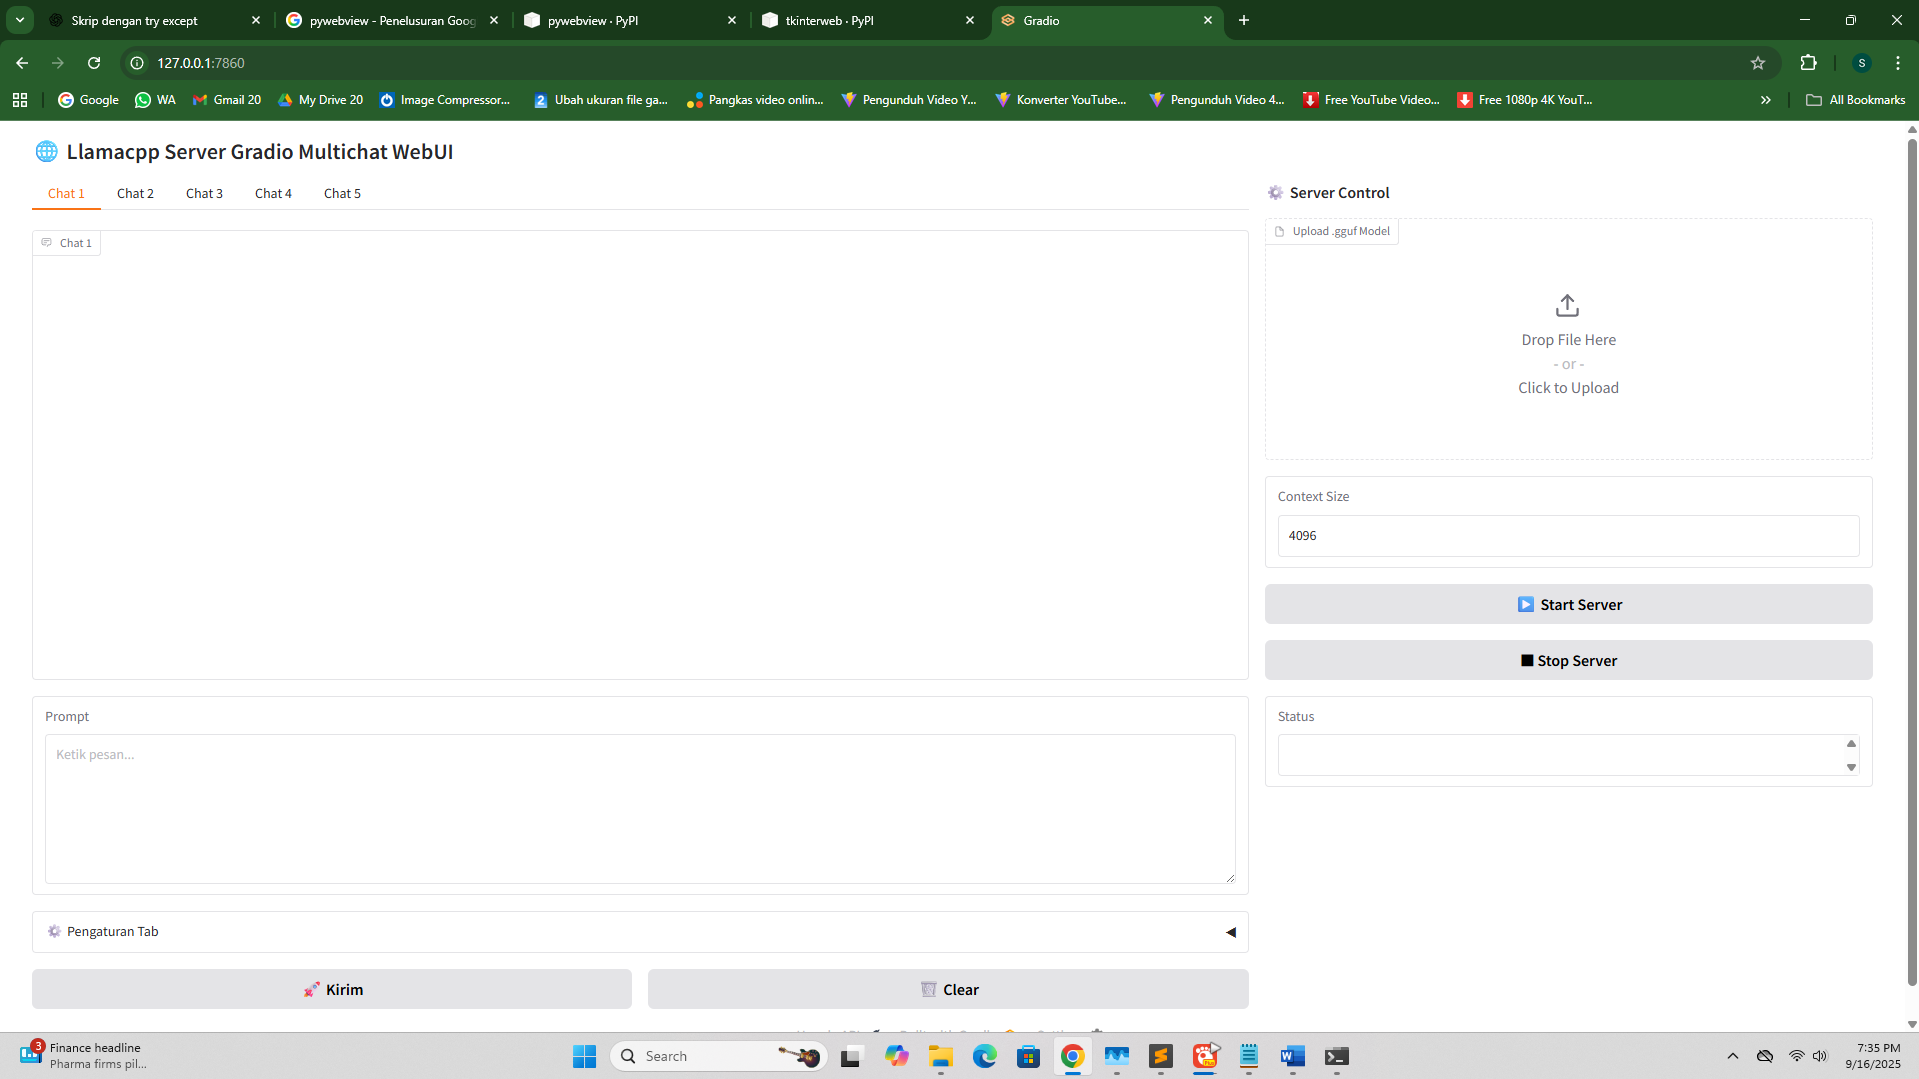 Skrip dengan try except
pywebview - Penelusuran Goog
pywebview · PyPI
tkinterweb · PyPI
Gradio
127.0.0.1:7860
S
Google
WA
Gmail 20
My Drive 20
Image Compressor...
Ubah ukuran file ga...
Pangkas video onlin...
Pengunduh Video Y...
Konverter YouTube...
Pengunduh Video 4...
Free YouTube Video...
Free 1080p 4K YouT...
All Bookmarks
Llamacpp Server Gradio Multichat WebUI
Chat 1
Chat 2
Chat 3
Chat 4
Chat 5
Chat 1
Prompt
Ketik pesan...
Pengaturan Tab
Kirim
Clear
Server Control
Upload .gguf Model
Drop File Here
- or -
Click to Upload
Context Size
4096
Start Server
Stop Server
Status
3
Finance headline
Pharma firms pil...
Search
7:35 PM
9/16/2025